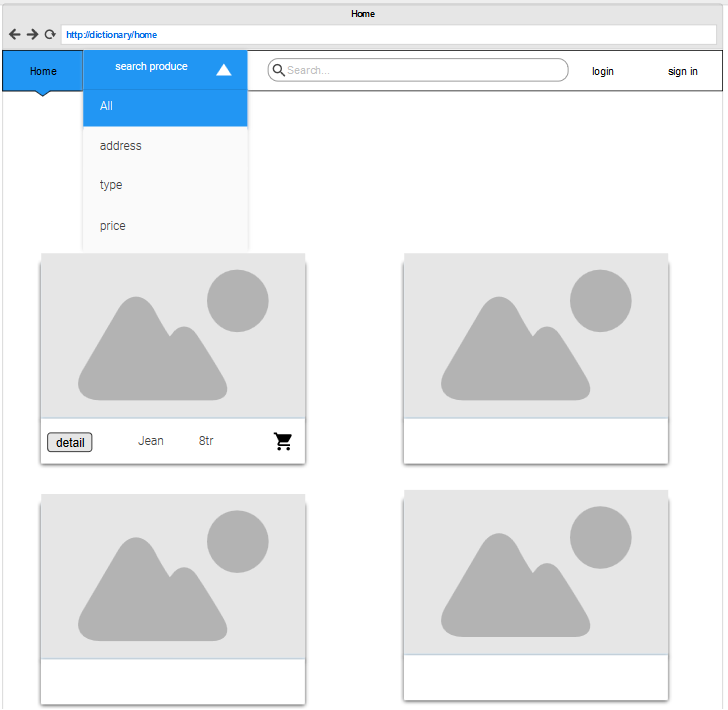 Home
http://dictionary/home
Home
search produce
Search...
login
sign in
All
address
type
price
detail
Jean
8tr